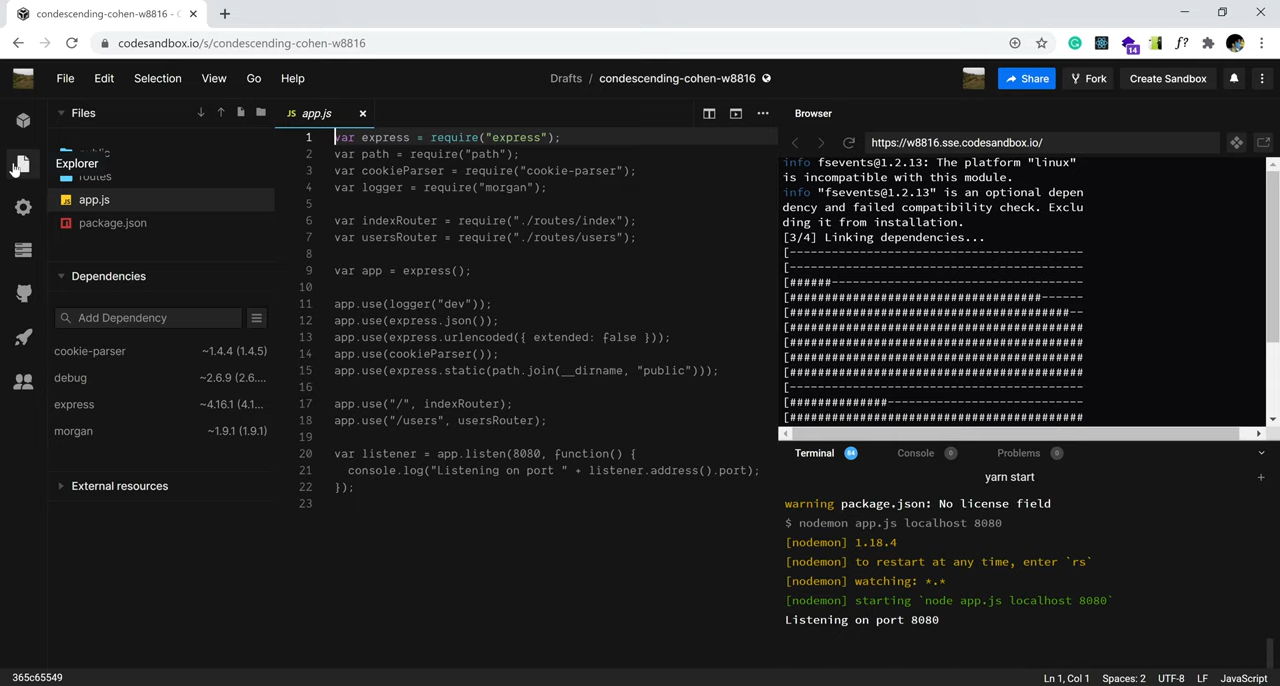 condescending-cohen-w8816 - C
codesandbox.io/s/condescending-cohen-w8816
14
f?
File Edit Selection View Go Help
Drafts / condescending-cohen-w8816
Share
Fork
Create Sandbox
Files
Explorer
public
routes
app.js
package.json
Dependencies
Add Dependency
cookie-parser ~1.4.4 (1.4.5)
debug ~2.6.9 (2.6....
express ~4.16.1 (4.1...
morgan ~1.9.1 (1.9.1)
External resources
JS app.js
1 var express = require("express");
2 var path = require("path");
3 var cookieParser = require("cookie-parser");
4 var logger = require("morgan");
5
6 var indexRouter = require("./routes/index");
7 var usersRouter = require("./routes/users");
8
9 var app = express();
10
11 app.use(logger("dev"));
12 app.use(express.json());
13 app.use(express.urlencoded({ extended: false }));
14 app.use(cookieParser());
15 app.use(express.static(path.join(__dirname, "public")));
16
17 app.use("/", indexRouter);
18 app.use("/users", usersRouter);
19
20 var listener = app.listen(8080, function() {
21 console.log("Listening on port " + listener.address().port);
22 });
23
Browser
https://w8816.sse.codesandbox.io/
info fsevents@1.2.13: The platform "linux"
is incompatible with this module.
info "fsevents@1.2.13" is an optional depen
dency and failed compatibility check. Exclu
ding it from installation.
[3/4] Linking dependencies...
[---------------------------------------
[---------------------------------------
[######---------------------------------
[##################################------
[######################################--
[#######################################
[#######################################
[#######################################
[#######################################
[---------------------------------------
[#############--------------------------
[#######################################
Terminal 84 Console 0 Problems 0
yarn start
warning package.json: No license field
$ nodemon app.js localhost 8080
[nodemon] 1.18.4
[nodemon] to restart at any time, enter `rs`
[nodemon] watching: *.*
[nodemon] starting `node app.js localhost 8080`
Listening on port 8080
365c65549
Ln 1, Col 1 Spaces: 2 UTF-8 LF JavaScript